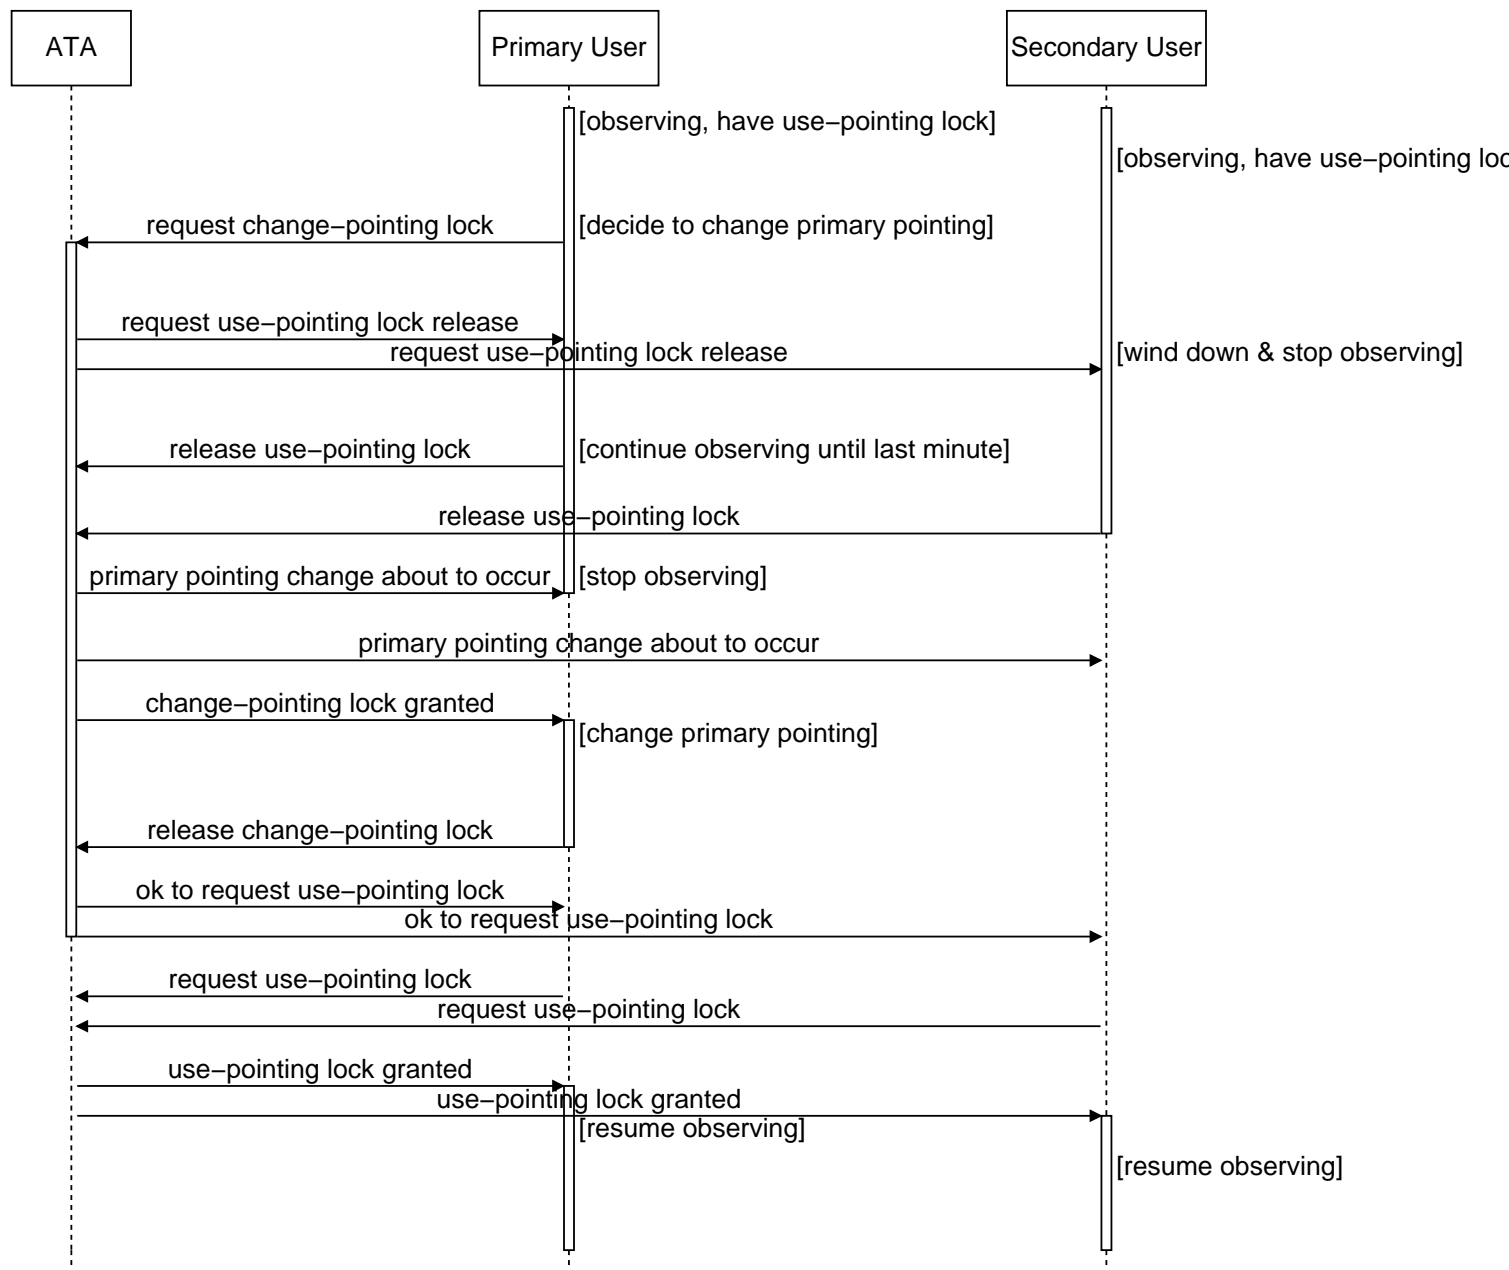 ATA
Primary User
Secondary User
[observing, have use−pointing lock]
[observing, have use−pointing loc
request change−pointing lock
[decide to change primary pointing]
request use−pointing lock release
request use−pointing lock release
[wind down & stop observing]
release use−pointing lock
[continue observing until last minute]
release use−pointing lock
primary pointing change about to occur
[stop observing]
primary pointing change about to occur
change−pointing lock granted
[change primary pointing]
release change−pointing lock
ok to request use−pointing lock
ok to request use−pointing lock
request use−pointing lock
request use−pointing lock
use−pointing lock granted
use−pointing lock granted
[resume observing]
[resume observing]